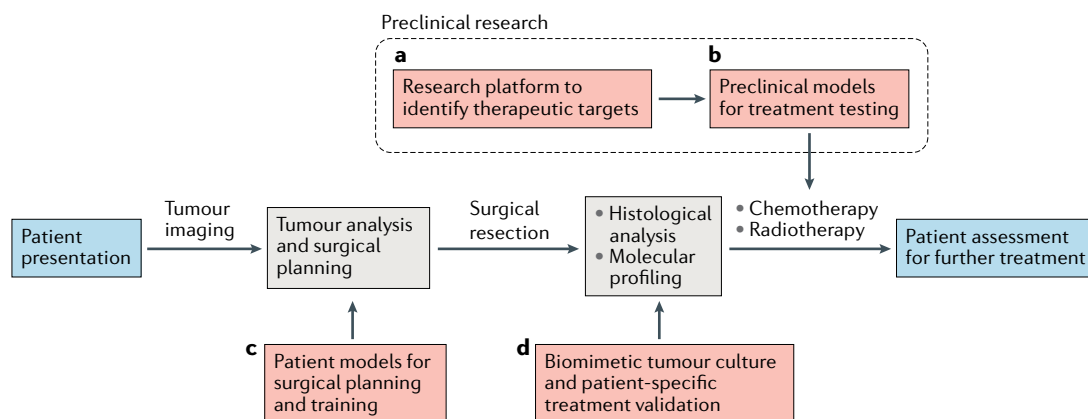 Preclinical research
a
Research platform to
identify therapeutic targets
b
Preclinical models
for treatment testing
Patient
presentation
Tumour
imaging
Tumour analysis
and surgical
planning
Surgical
resection
• Histological
analysis
• Molecular
profiling
• Chemotherapy
• Radiotherapy
Patient assessment
for further treatment
c
Patient models for
surgical planning
and training
d
Biomimetic tumour culture
and patient-specific
treatment validation